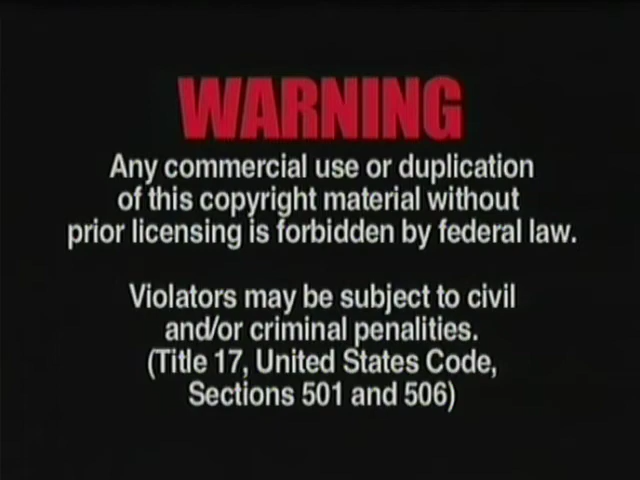 WARNING
Any commercial use or duplication
of this copyright material without
prior licensing is forbidden by federal law.
Violators may be subject to civil
and/or criminal penalities.
(Title 17, United States Code,
Sections 501 and 506)